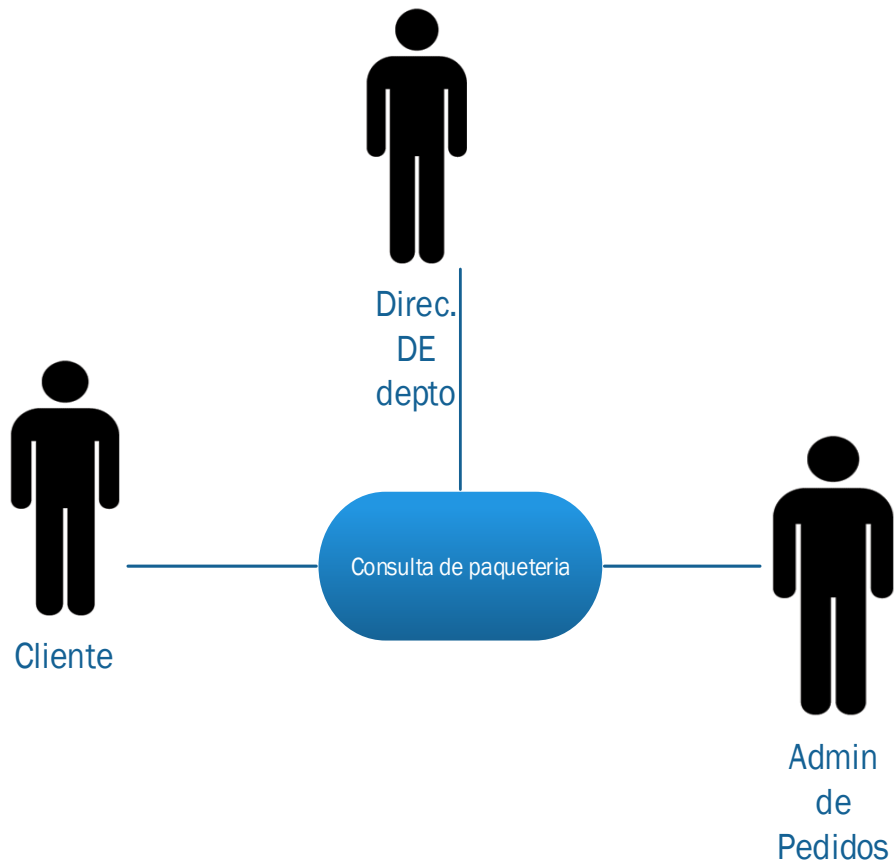 Direc.
DE
depto
Consulta de paqueteria
Cliente
Admin
de
Pedidos